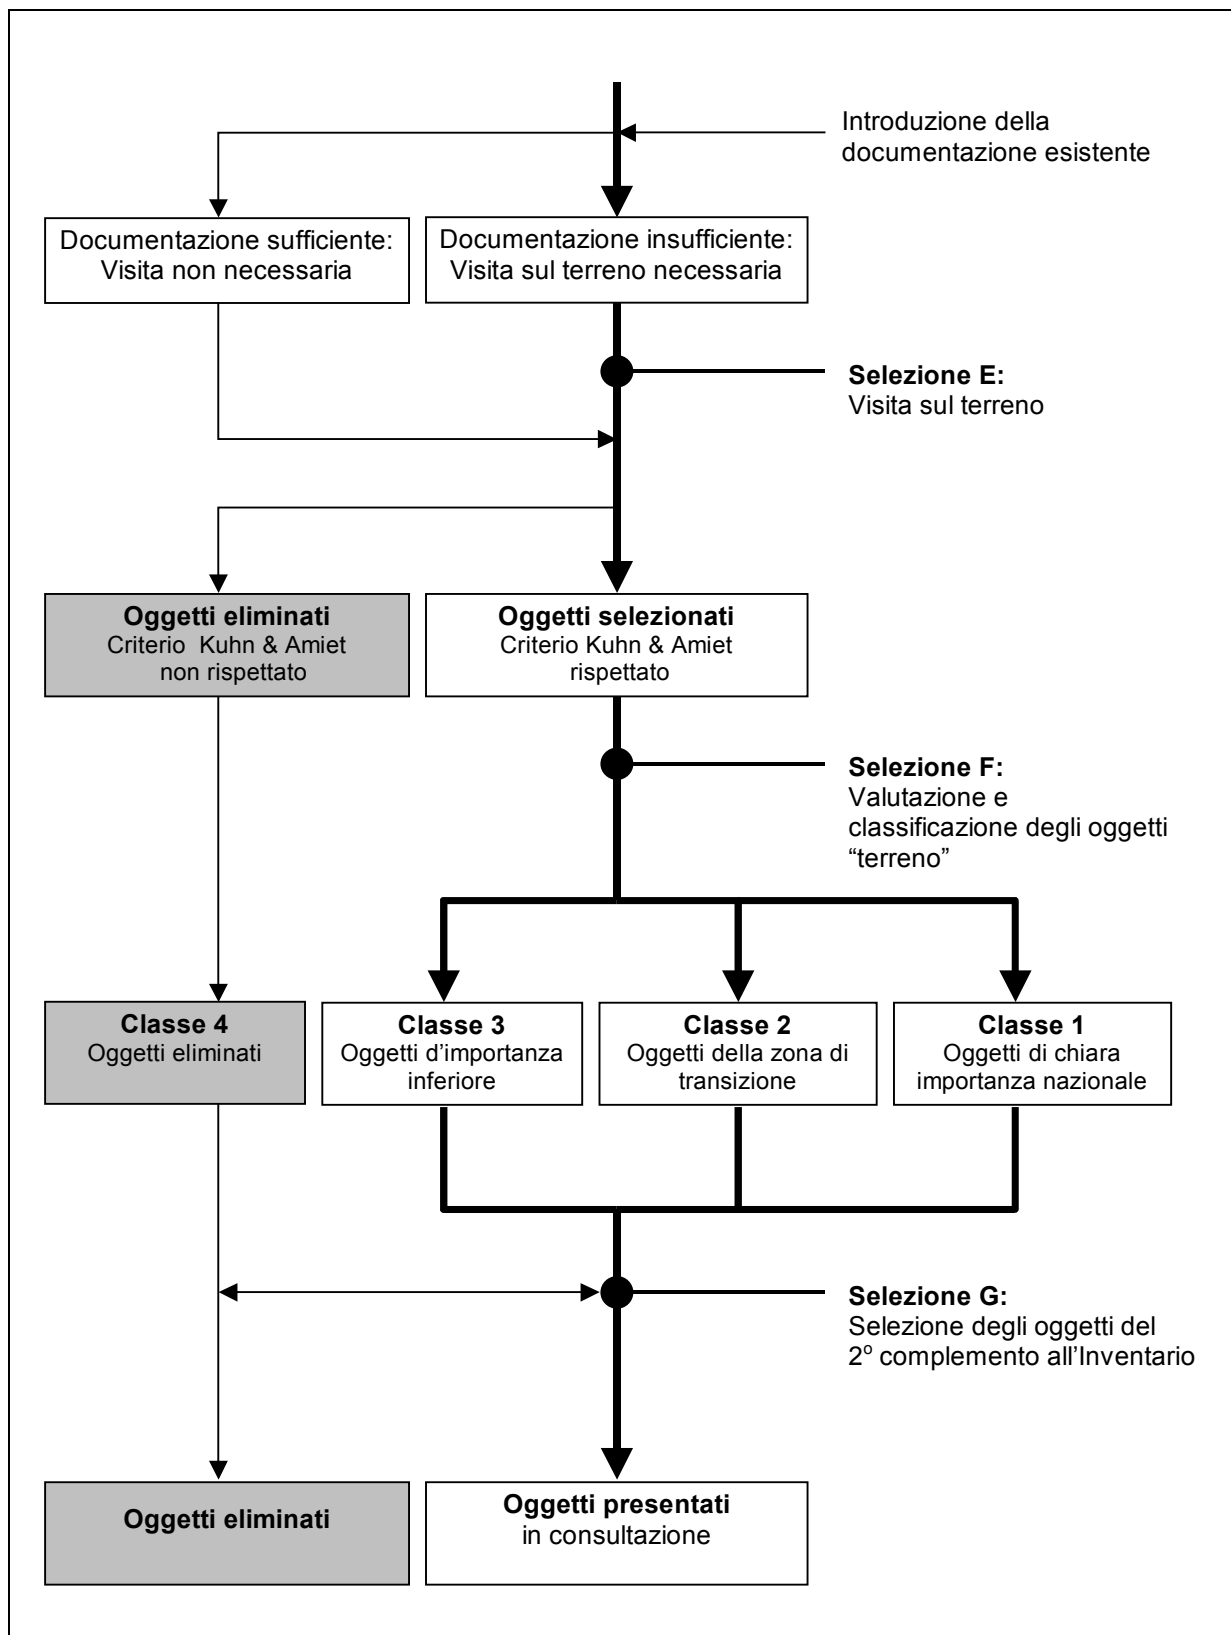 Introduzione della
documentazione esistente
Documentazione sufficiente:
Visita non necessaria
Documentazione insufficiente:
Visita sul terreno necessaria
Selezione E:
Visita sul terreno
Oggetti eliminati
Criterio Kuhn & Amiet
non rispettato
Oggetti selezionati
Criterio Kuhn & Amiet
rispettato
Selezione F:
Valutazione e
classificazione degli oggetti
“terreno”
Classe 4
Oggetti eliminati
Classe 3
Oggetti d’importanza
inferiore
Classe 2
Oggetti della zona di
transizione
Classe 1
Oggetti di chiara
importanza nazionale
Selezione G:
Selezione degli oggetti del
2º complemento all’Inventario
Oggetti eliminati
Oggetti presentati
in consultazione